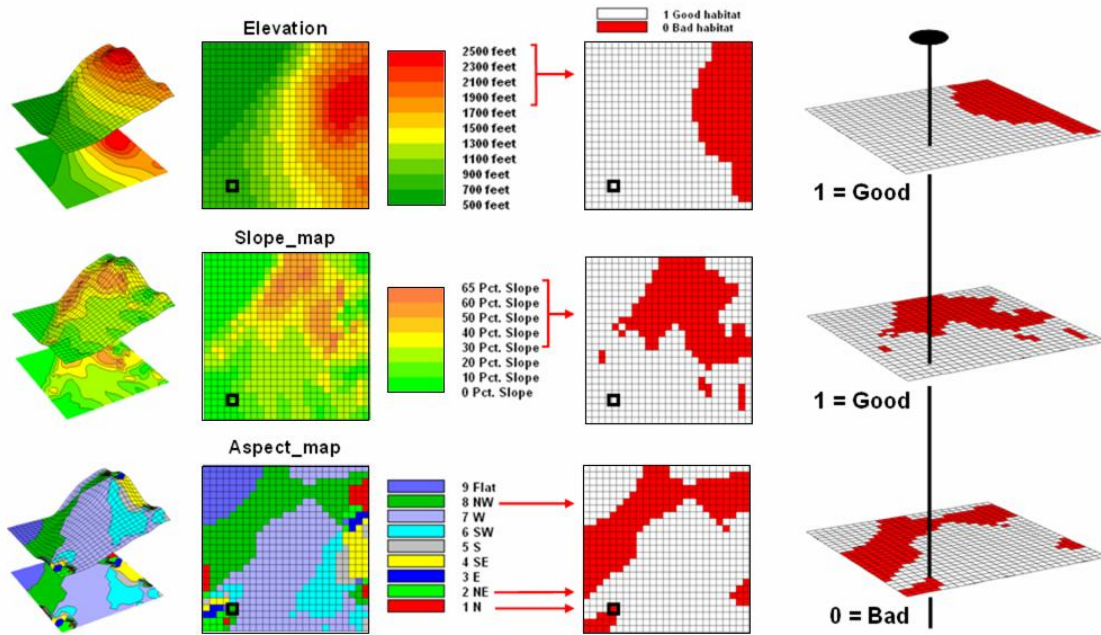 Elevation
2500 feet
2300 feet
2100 feet
1900 feet
1700 feet
1500 feet
1300 feet
1100 feet
900 feet
700 feet
500 feet
1 Good habitat
0 Bad habitat
1 = Good
Slope_map
65 Pct. Slope
60 Pct. Slope
50 Pct. Slope
40 Pct. Slope
30 Pct. Slope
20 Pct. Slope
10 Pct. Slope
0 Pct. Slope
1 = Good
Aspect_map
9 Flat
8 NW
7 W
6 SW
5 S
4 SE
3 E
2 NE
1 N
0 = Bad